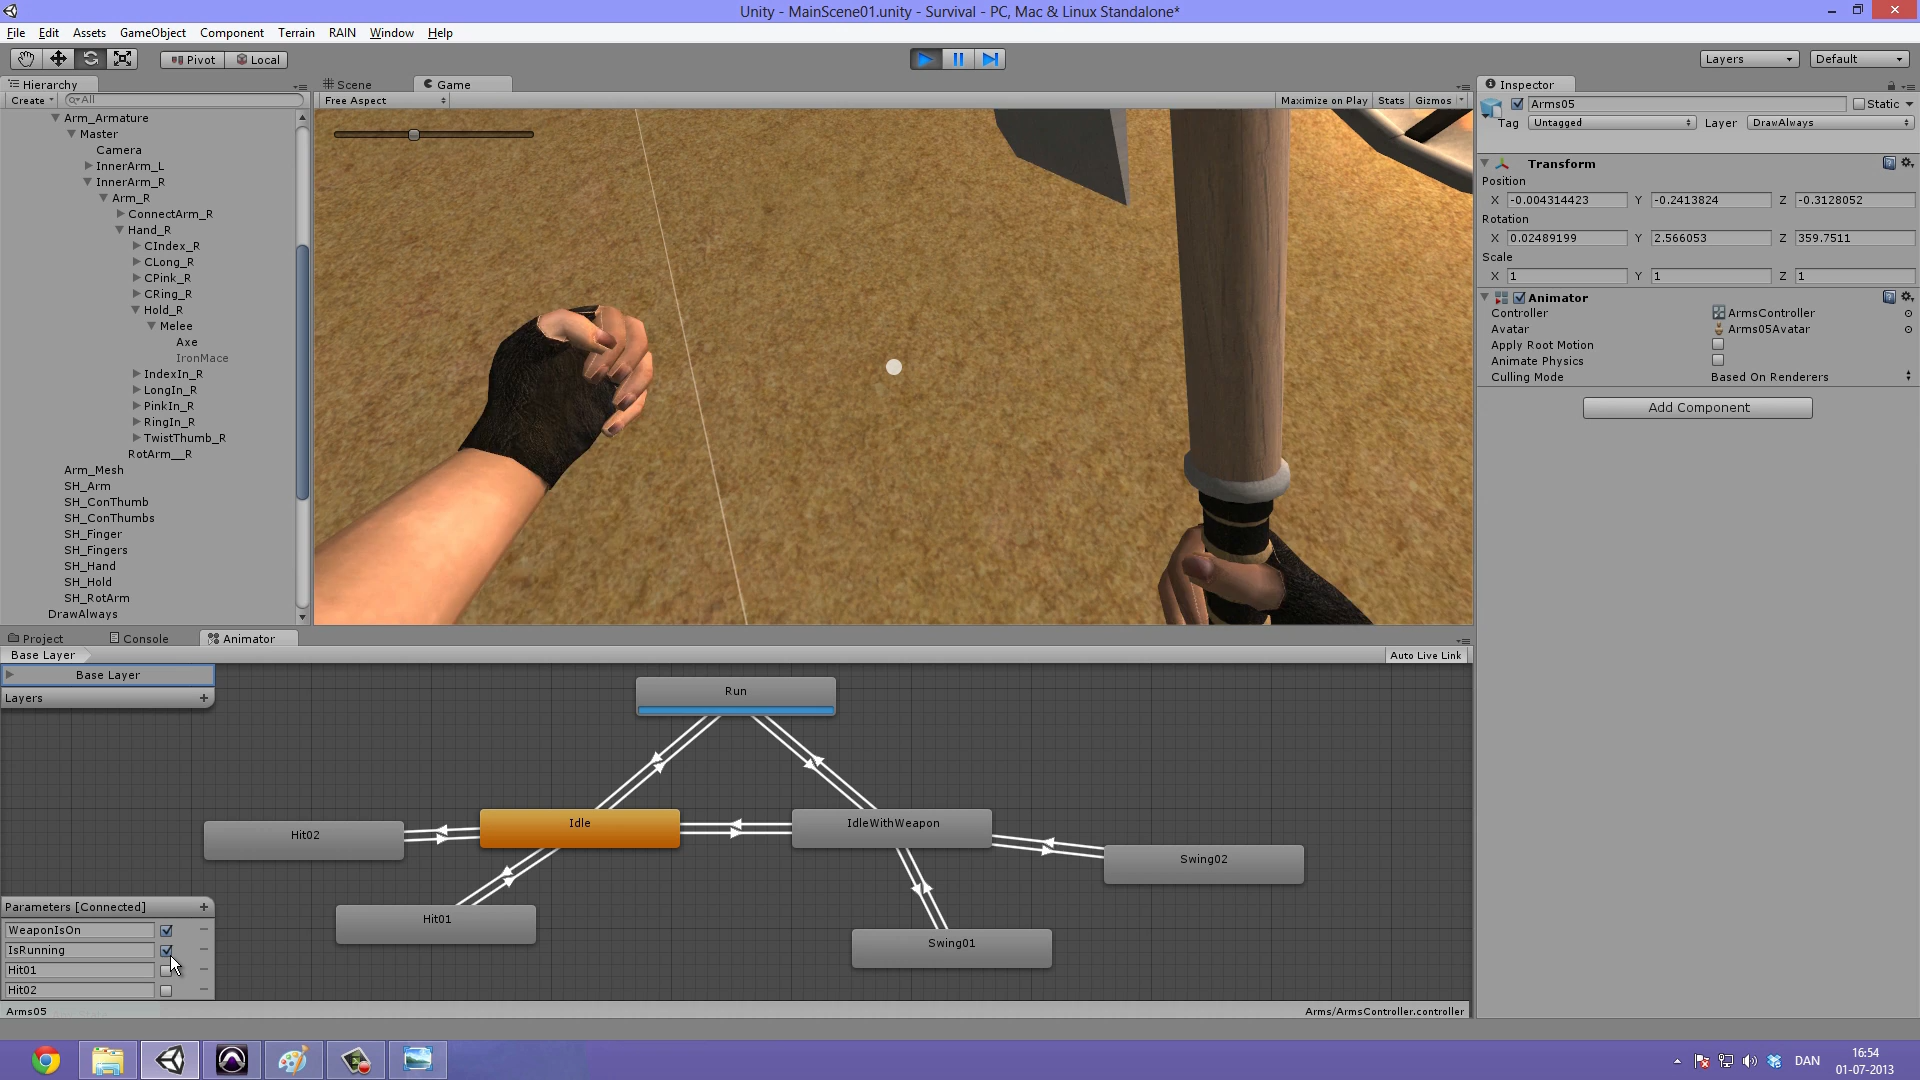 Unity - MainScene01.unity - Survival - PC, Mac & Linux Standalone*
File Edit Assets GameObject Component Terrain RAIN Window Help
Pivot Local Layers Default
Hierarchy
Create All
Arm_Armature
Master
Camera
InnerArm_L
InnerArm_R
Arm_R
ConnectArm_R
Hand_R
CIndex_R
CLong_R
CPink_R
CRing_R
Hold_R
Melee
Axe
IronMace
IndexIn_R
LongIn_R
PinkIn_R
RingIn_R
TwistThumb_R
RotArm__R
Arm_Mesh
SH_Arm
SH_ConThumb
SH_ConThumbs
SH_Finger
SH_Fingers
SH_Hand
SH_Hold
SH_RotArm
DrawAlways
Scene Game
Free Aspect Maximize on Play Stats Gizmos
Inspector
Arms05 Static
Tag Untagged Layer DrawAlways
Transform
Position
X -0.004314423 Y -0.2413824 Z -0.3128052
Rotation
X 0.02489199 Y 2.566053 Z 359.7511
Scale
X 1 Y 1 Z 1
Animator
Controller ArmsController
Avatar Arms05Avatar
Apply Root Motion
Animate Physics
Culling Mode Based On Renderers
Add Component
Project Console Animator
Base Layer Auto Live Link
Base Layer
Layers +
Run
Idle
IdleWithWeapon
Hit02
Swing02
Hit01
Swing01
Parameters [Connected] +
WeaponIsOn
IsRunning
Hit01
Hit02
Arms05 Arms/ArmsController.controller
DAN
16:54
01-07-2013